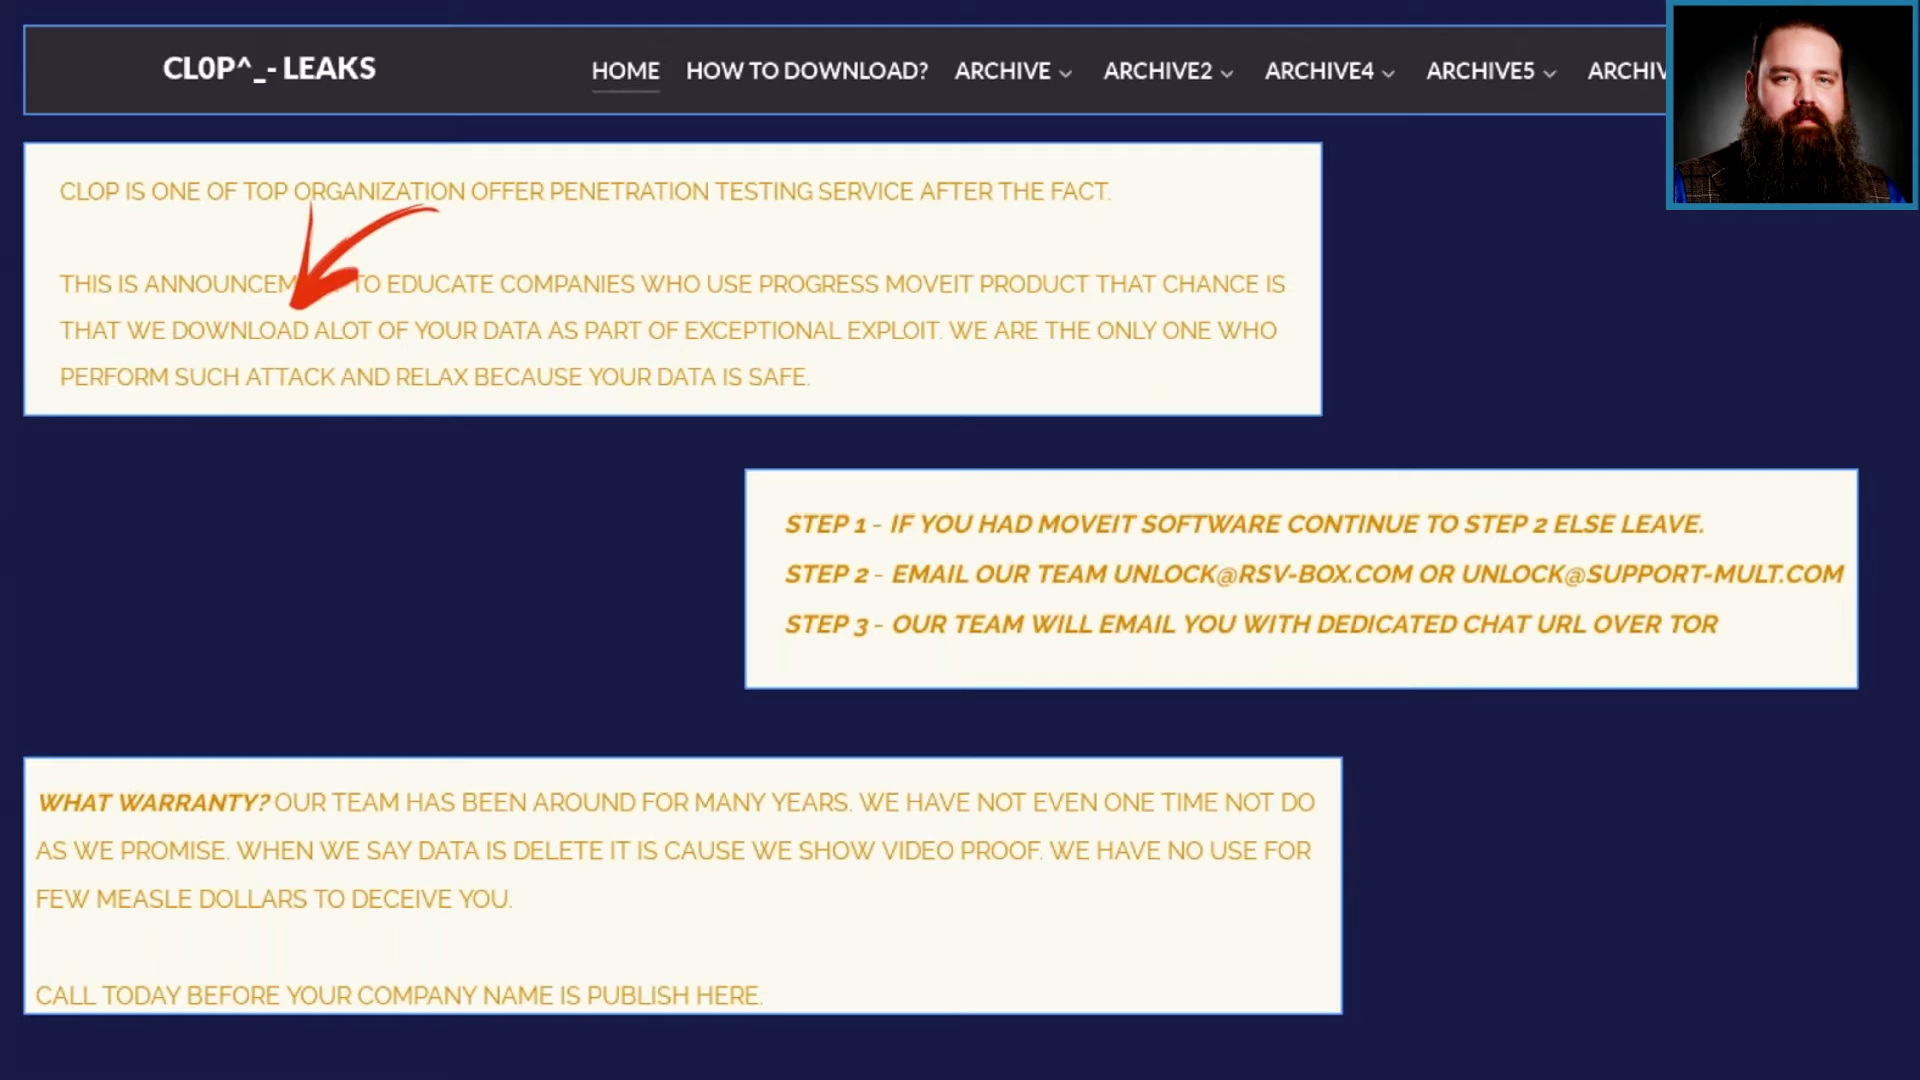 CL0P^_- LEAKS
HOME HOW TO DOWNLOAD? ARCHIVE ARCHIVE2 ARCHIVE4 ARCHIVE5 ARCHIV
CLOP IS ONE OF TOP ORGANIZATION OFFER PENETRATION TESTING SERVICE AFTER THE FACT.
THIS IS ANNOUNCEM TO EDUCATE COMPANIES WHO USE PROGRESS MOVEIT PRODUCT THAT CHANCE IS
THAT WE DOWNLOAD ALOT OF YOUR DATA AS PART OF EXCEPTIONAL EXPLOIT. WE ARE THE ONLY ONE WHO
PERFORM SUCH ATTACK AND RELAX BECAUSE YOUR DATA IS SAFE.
STEP 1 - IF YOU HAD MOVEIT SOFTWARE CONTINUE TO STEP 2 ELSE LEAVE.
STEP 2 - EMAIL OUR TEAM UNLOCK@RSV-BOX.COM OR UNLOCK@SUPPORT-MULT.COM
STEP 3 - OUR TEAM WILL EMAIL YOU WITH DEDICATED CHAT URL OVER TOR
WHAT WARRANTY? OUR TEAM HAS BEEN AROUND FOR MANY YEARS. WE HAVE NOT EVEN ONE TIME NOT DO
AS WE PROMISE. WHEN WE SAY DATA IS DELETE IT IS CAUSE WE SHOW VIDEO PROOF. WE HAVE NO USE FOR
FEW MEASLE DOLLARS TO DECEIVE YOU.
CALL TODAY BEFORE YOUR COMPANY NAME IS PUBLISH HERE.